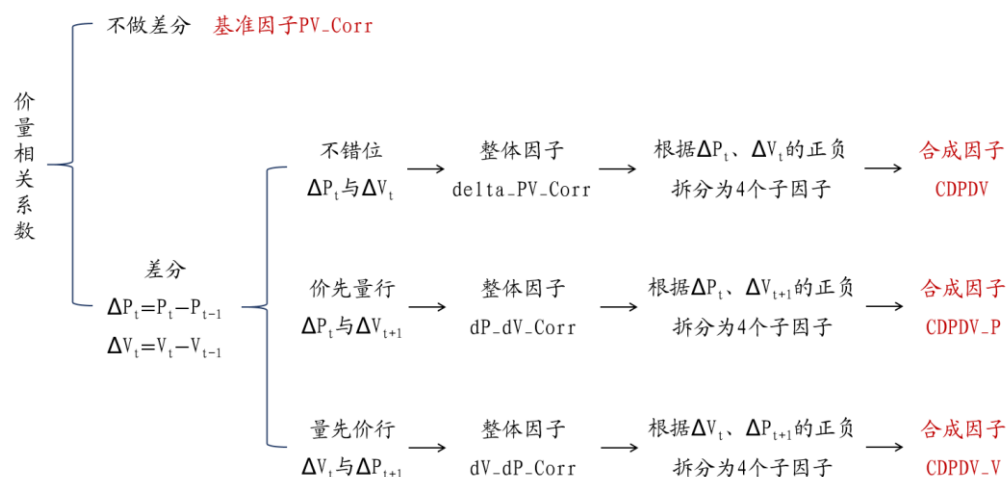 价量相关系数
不做差分 基准因子PV_Corr
差分
ΔPₜ=Pₜ−Pₜ₋₁
ΔVₜ=Vₜ−Vₜ₋₁
不错位
ΔPₜ与ΔVₜ
整体因子
delta_PV_Corr
根据ΔPₜ、ΔVₜ的正负
拆分为4个子因子
合成因子
CDPDV
价先量行
ΔPₜ与ΔVₜ₊₁
整体因子
dP_dV_Corr
根据ΔPₜ、ΔVₜ₊₁的正负
拆分为4个子因子
合成因子
CDPDV_P
量先价行
ΔVₜ与ΔPₜ₊₁
整体因子
dV_dP_Corr
根据ΔVₜ、ΔPₜ₊₁的正负
拆分为4个子因子
合成因子
CDPDV_V